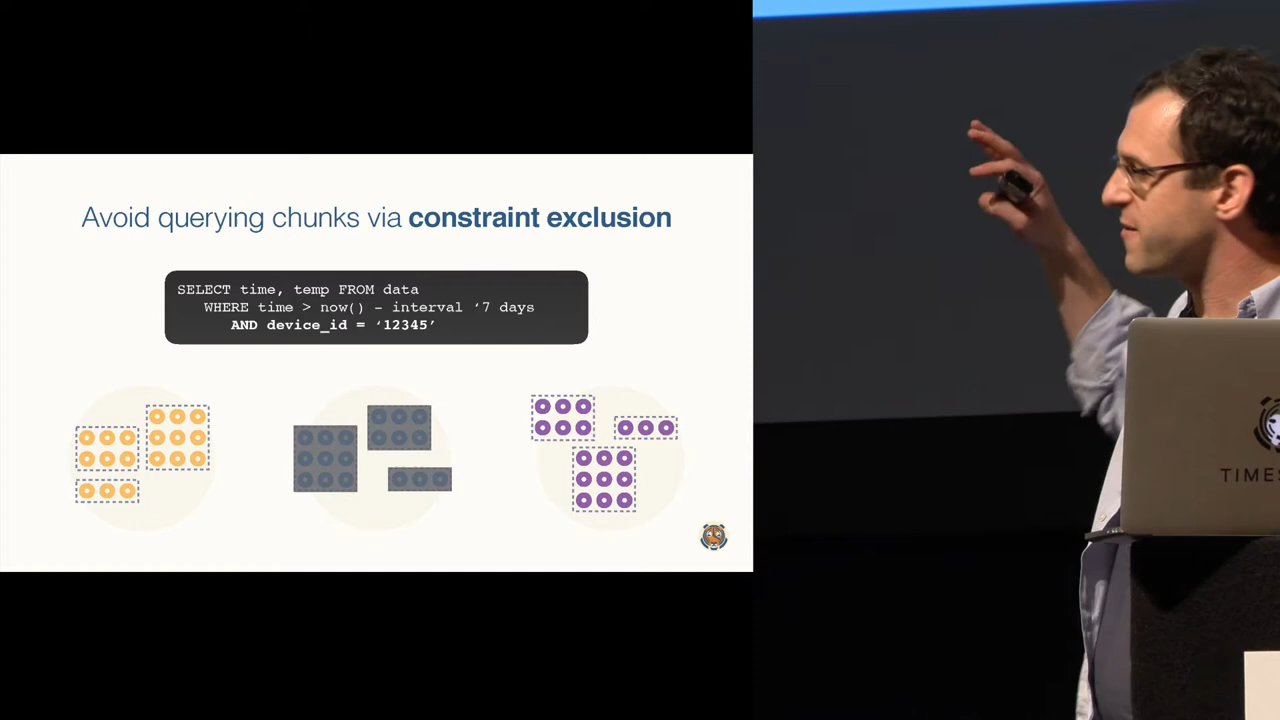 Avoid querying chunks via constraint exclusion
SELECT time, temp FROM data
WHERE time > now() - interval ‘7 days
AND device_id = ‘12345’